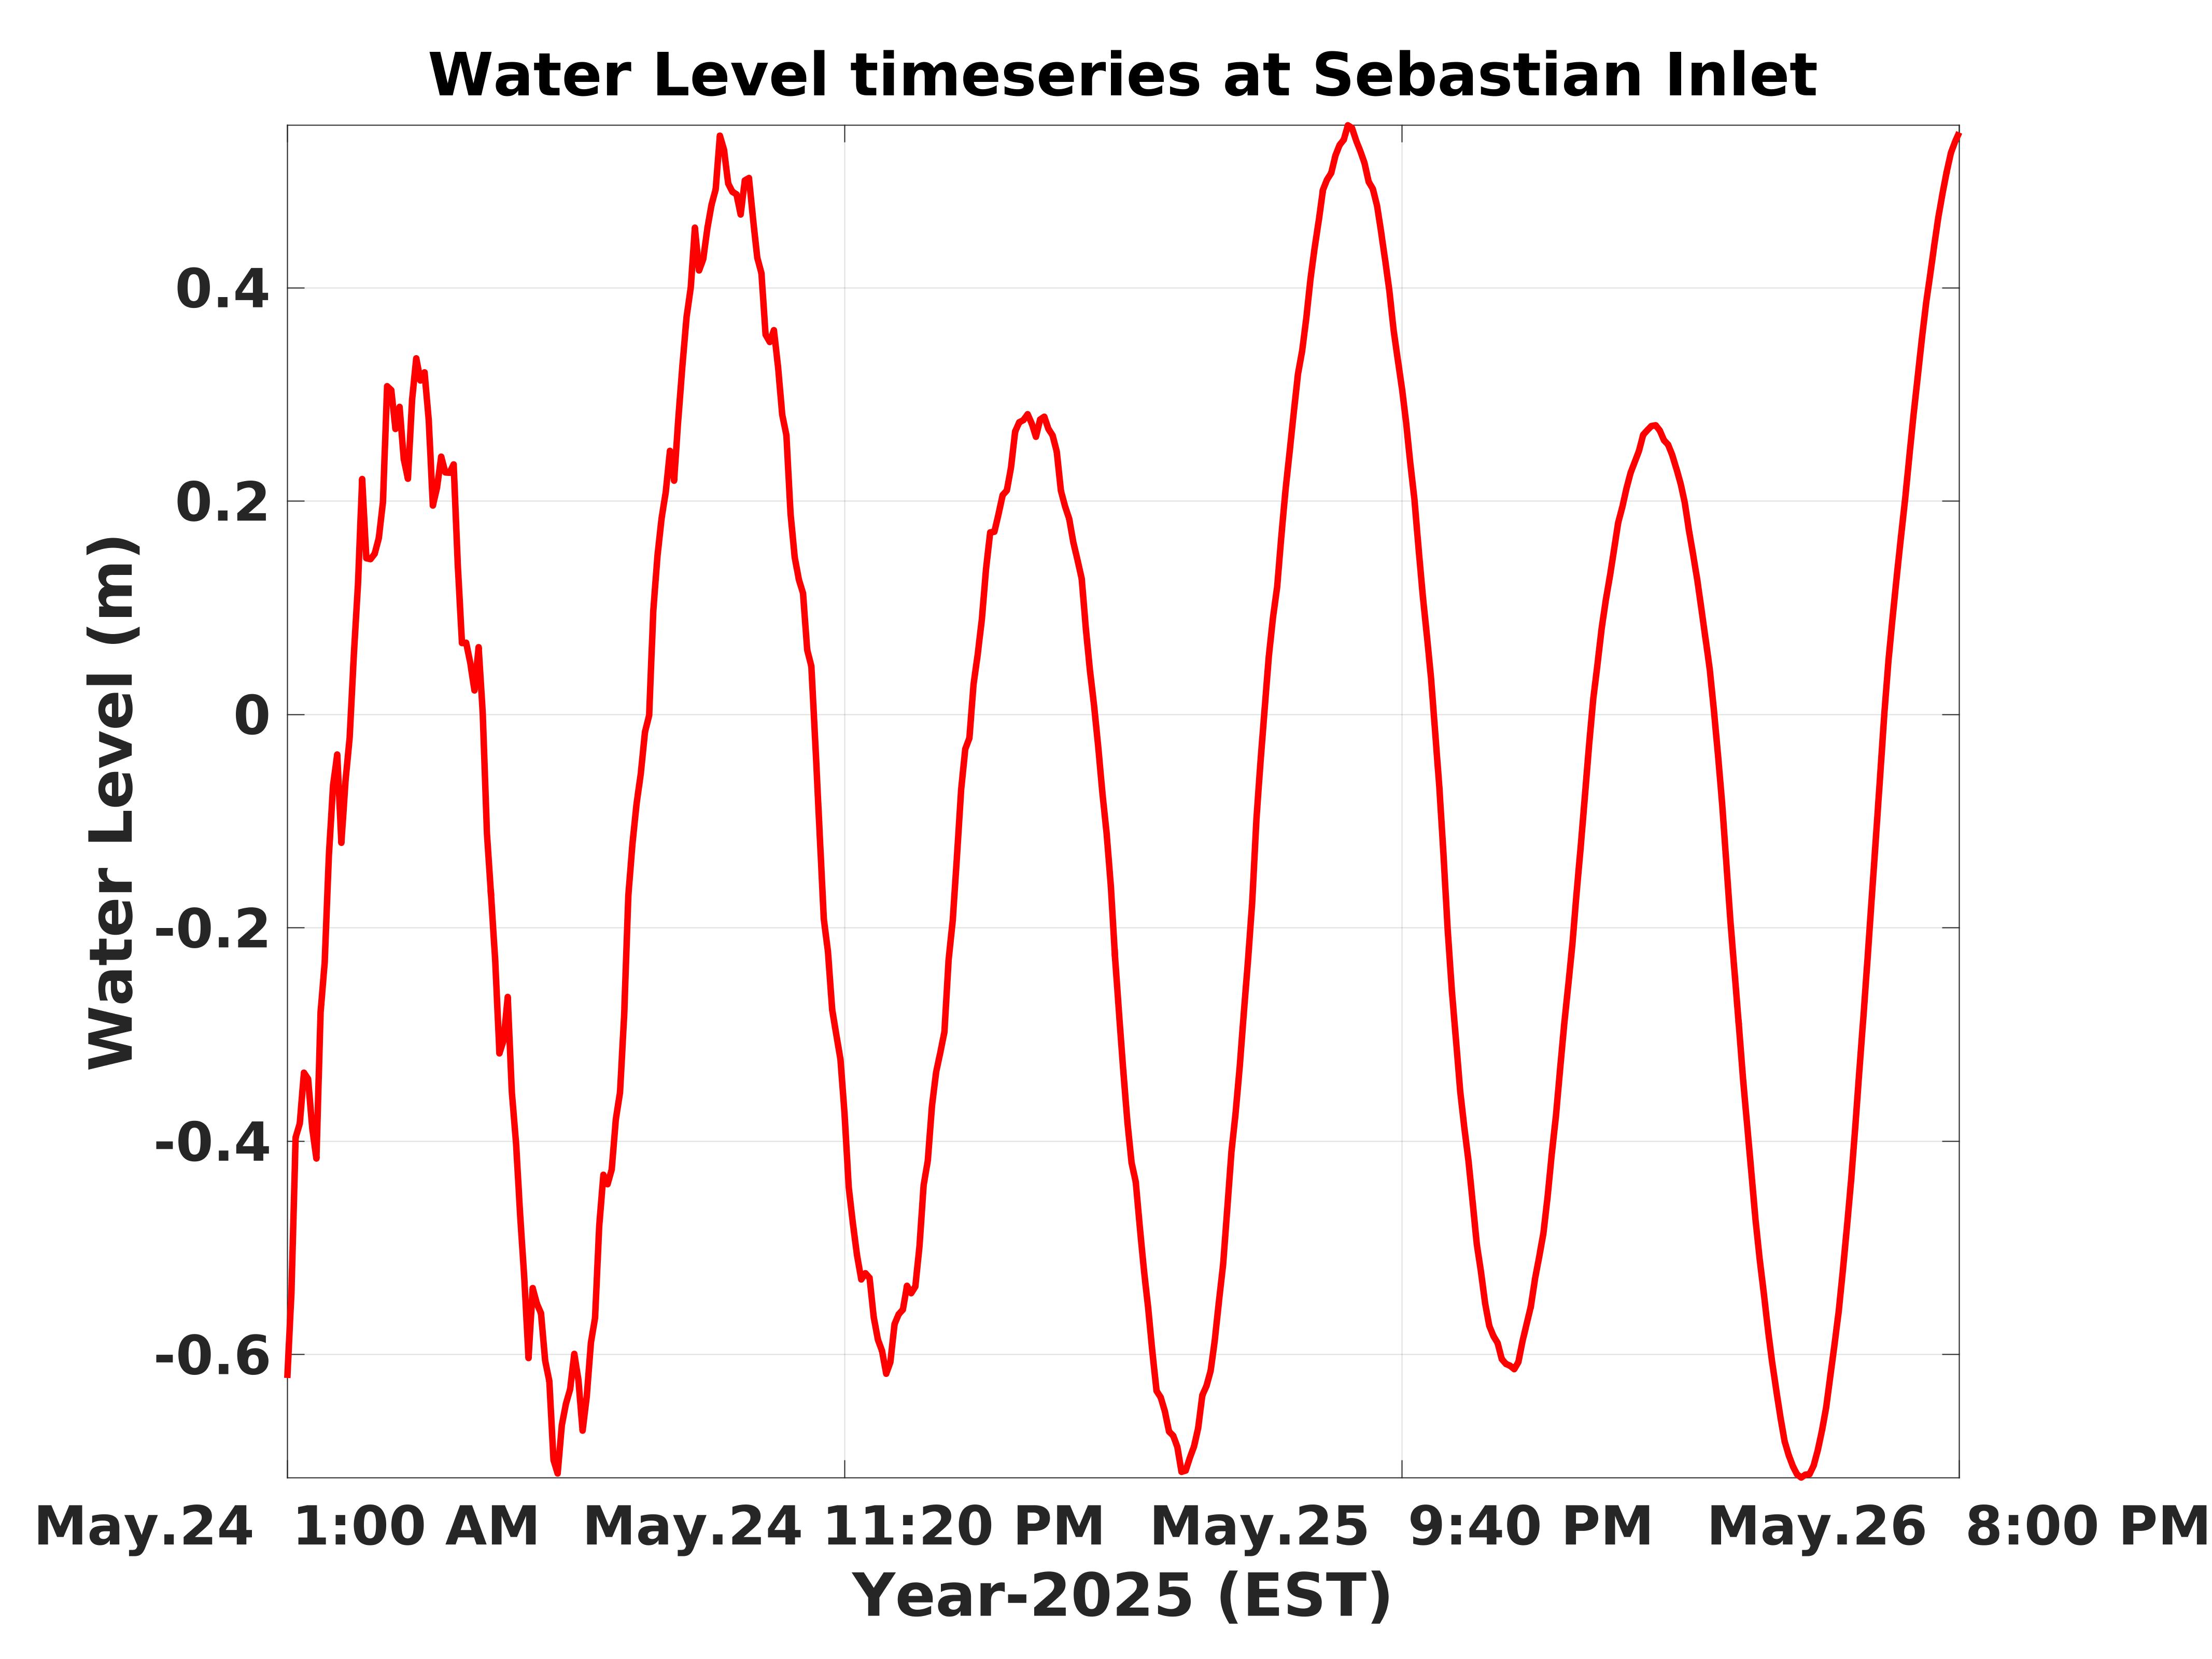 Water Level timeseries at Sebastian Inlet
Water Level (m)
0.4
0.2
0
-0.2
-0.4
-0.6
May.24 1:00 AM May.24 11:20 PM May.25 9:40 PM May.26 8:00 PM
Year-2025 (EST)